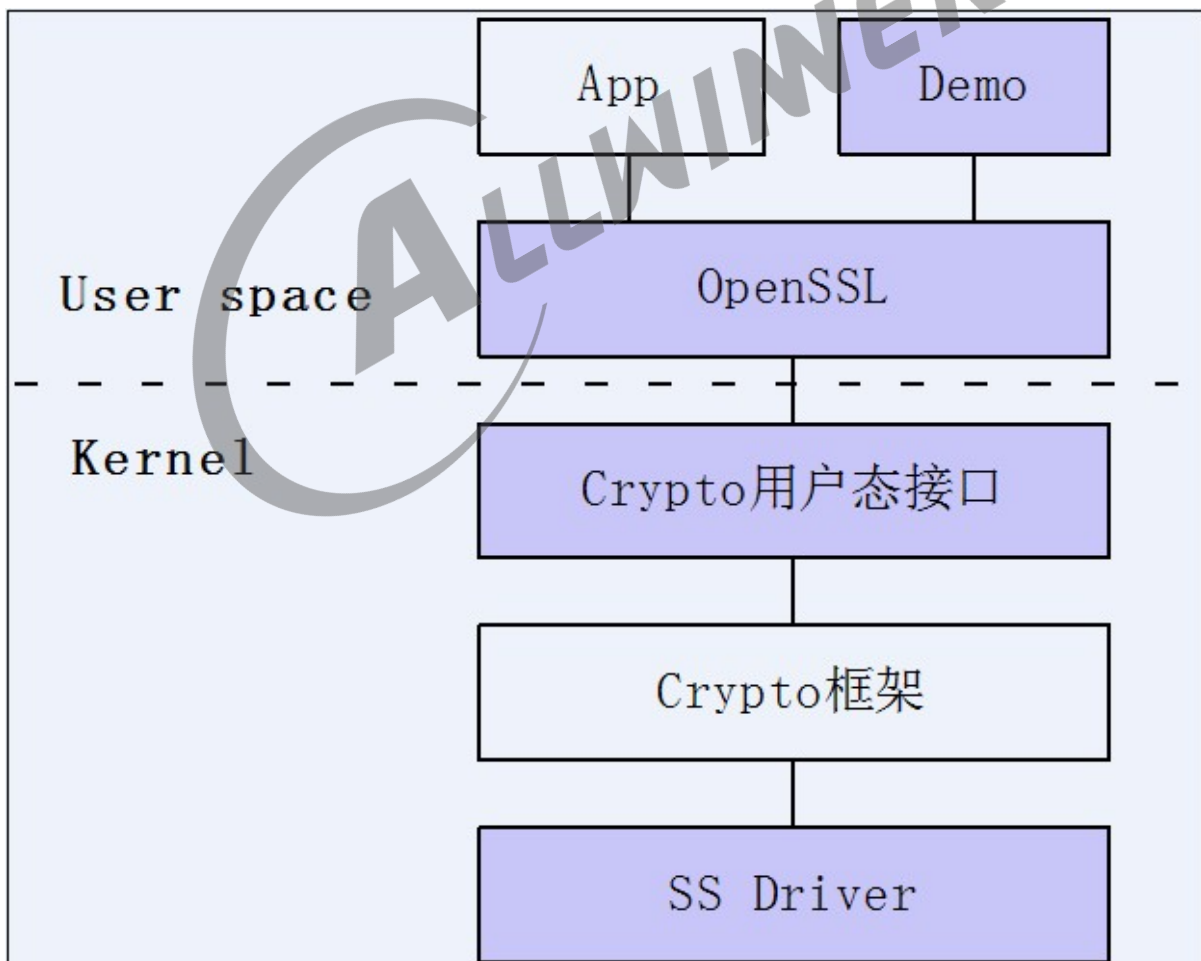 App
Demo
OpenSSL
User space
Kernel
Crypto用户态接口
Crypto框架
SS Driver